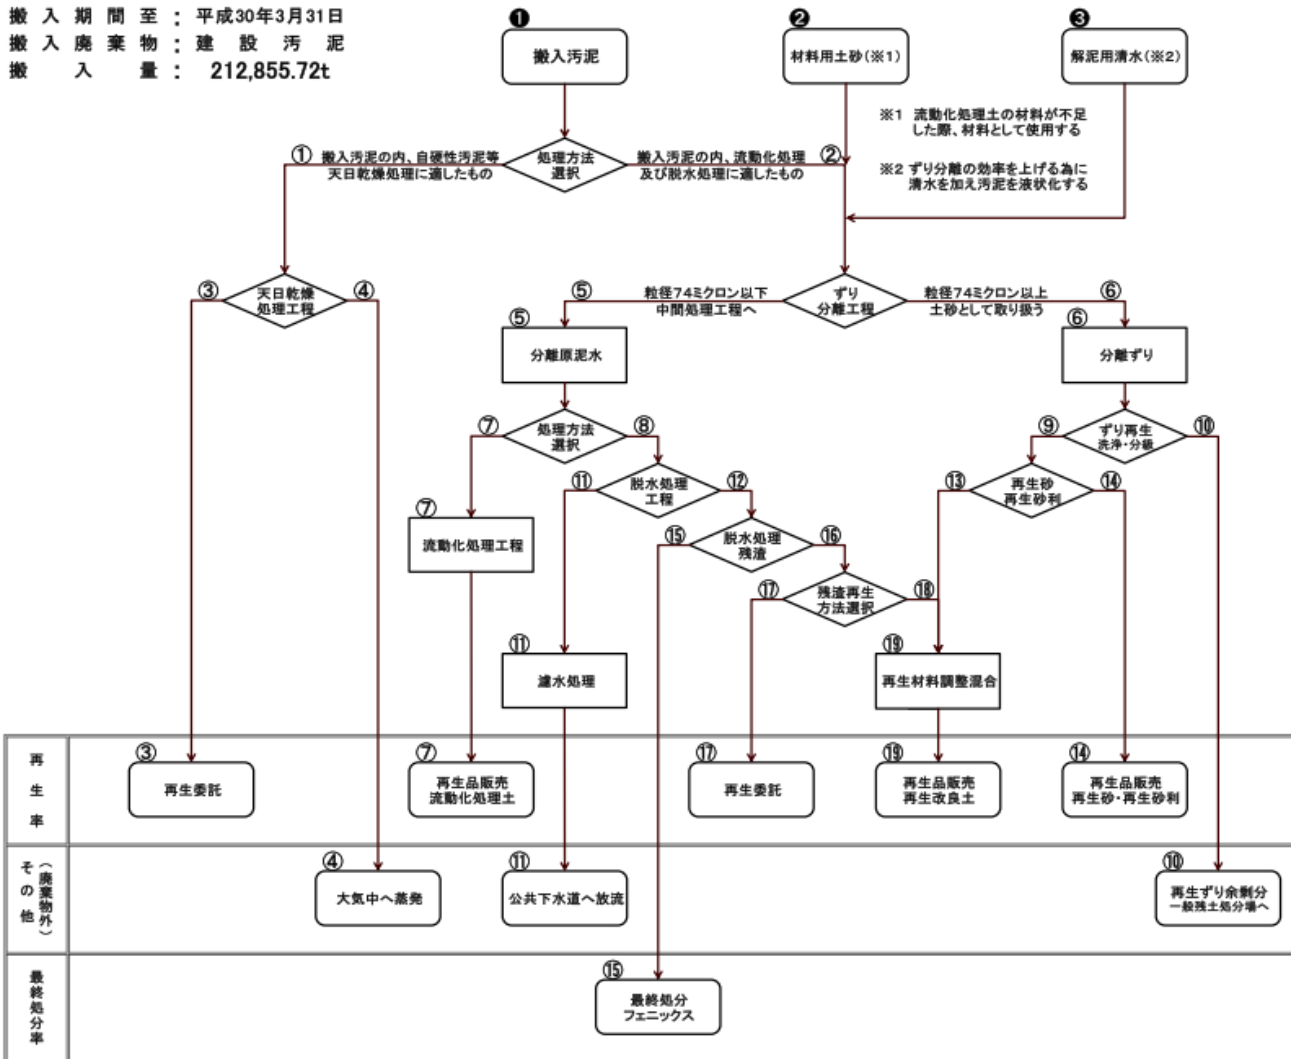 搬入期間至：平成30年3月31日
搬入廃棄物：建設汚泥
搬入量：212,855.72t
❶
搬入汚泥
❷
材料用土砂(※1)
❸
解泥用清水(※2)
※1 流動化処理土の材料が不足
した際、材料として使用する
※2 ずり分離の効率を上げる為に
清水を加え汚泥を液状化する
①
搬入汚泥の内、自硬性汚泥等
天日乾燥処理に適したもの
処理方法
選択
搬入汚泥の内、流動化処理
及び脱水処理に適したもの
②
③
天日乾燥
処理工程
④
⑤
粒径74ミクロン以下
中間処理工程へ
ずり
分離工程
粒径74ミクロン以上
土砂として取り扱う
⑥
⑤
分離原泥水
⑥
分離ずり
⑦
処理方法
選択
⑧
⑨
ずり再生
洗浄・分級
⑩
⑪
脱水処理
工程
⑫
⑬
再生砂
再生砂利
⑭
⑦
流動化処理工程
⑮
脱水処理
残渣
⑯
⑰
残渣再生
方法選択
⑱
⑪
濾水処理
⑲
再生材料調整混合
再生率
③
再生委託
⑦
再生品販売
流動化処理土
⑰
再生委託
⑲
再生品販売
再生改良土
⑭
再生品販売
再生砂・再生砂利
その他
（廃棄物外）
④
大気中へ蒸発
⑪
公共下水道へ放流
⑩
再生ずり余剰分
一般残土処分場へ
最終処分率
⑮
最終処分
フェニックス